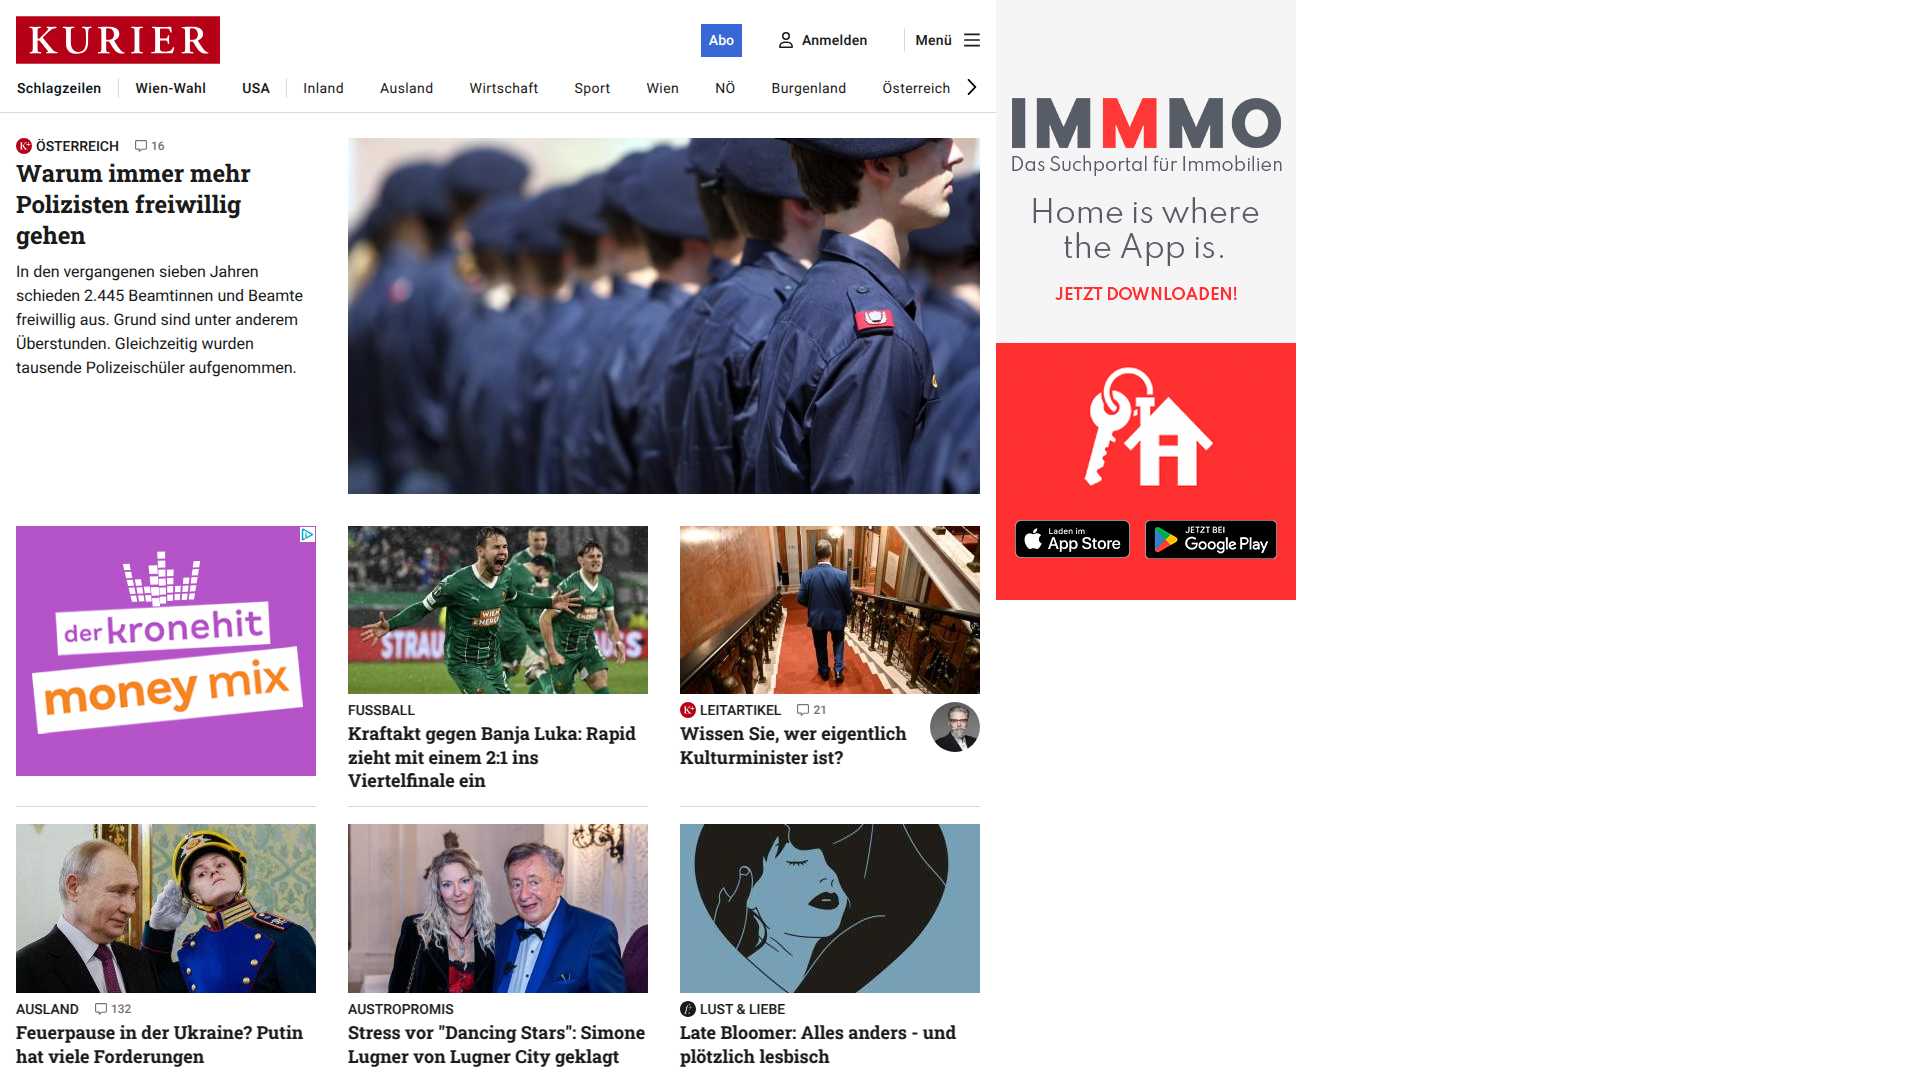 KURIER
Abo
Anmelden
Menü
Schlagzeilen
Wien-Wahl
USA
Inland
Ausland
Wirtschaft
Sport
Wien
NÖ
Burgenland
Österreich
K+ ÖSTERREICH 16
Warum immer mehr
Polizisten freiwillig
gehen
In den vergangenen sieben Jahren
schieden 2.445 Beamtinnen und Beamte
freiwillig aus. Grund sind unter anderem
Überstunden. Gleichzeitig wurden
tausende Polizeischüler aufgenommen.
IMMMO
Das Suchportal für Immobilien
Home is where
the App is.
JETZT DOWNLOADEN!
Laden im
App Store
JETZT BEI
Google Play
der kronehit
money mix
STRAU
WIEN
ENERGIE
WIEN
ENERGIE
FUSSBALL
Kraftakt gegen Banja Luka: Rapid
zieht mit einem 2:1 ins
Viertelfinale ein
K+ LEITARTIKEL 21
Wissen Sie, wer eigentlich
Kulturminister ist?
AUSLAND 132
Feuerpause in der Ukraine? Putin
hat viele Forderungen
AUSTROPROMIS
Stress vor "Dancing Stars": Simone
Lugner von Lugner City geklagt
LUST & LIEBE
Late Bloomer: Alles anders - und
plötzlich lesbisch